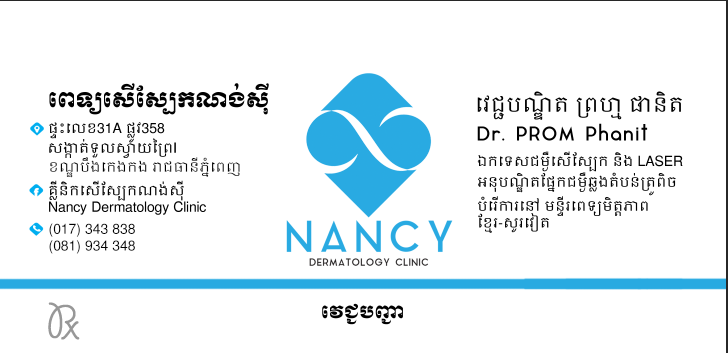 ពេទ្យសើស្បែកណង់ស៊ី
ផ្ទះលេខ31A ផ្លូវ358
សង្កាត់ទួលស្វាយព្រៃI
ខណ្ឌបឹងកេងកង រាជធានីភ្នំពេញ
គ្លីនិកសើស្បែកណង់ស៊ី
Nancy Dermatology Clinic
(017) 343 838
(081) 934 348
NANCY
DERMATOLOGY CLINIC
វេជ្ជបណ្ឌិត ព្រហ្ម ផានិត
Dr. PROM Phanit
ឯកទេសជម្ងឺសើស្បែក និង LASER
អនុបណ្ឌិតផ្នែកជម្ងឺឆ្លងតំបន់ត្រូពិច
បំរើការនៅ មន្ទីរពេទ្យមិត្តភាព
ខ្មែរ-សូរវៀត
Rx
វេជ្ជបញ្ជា